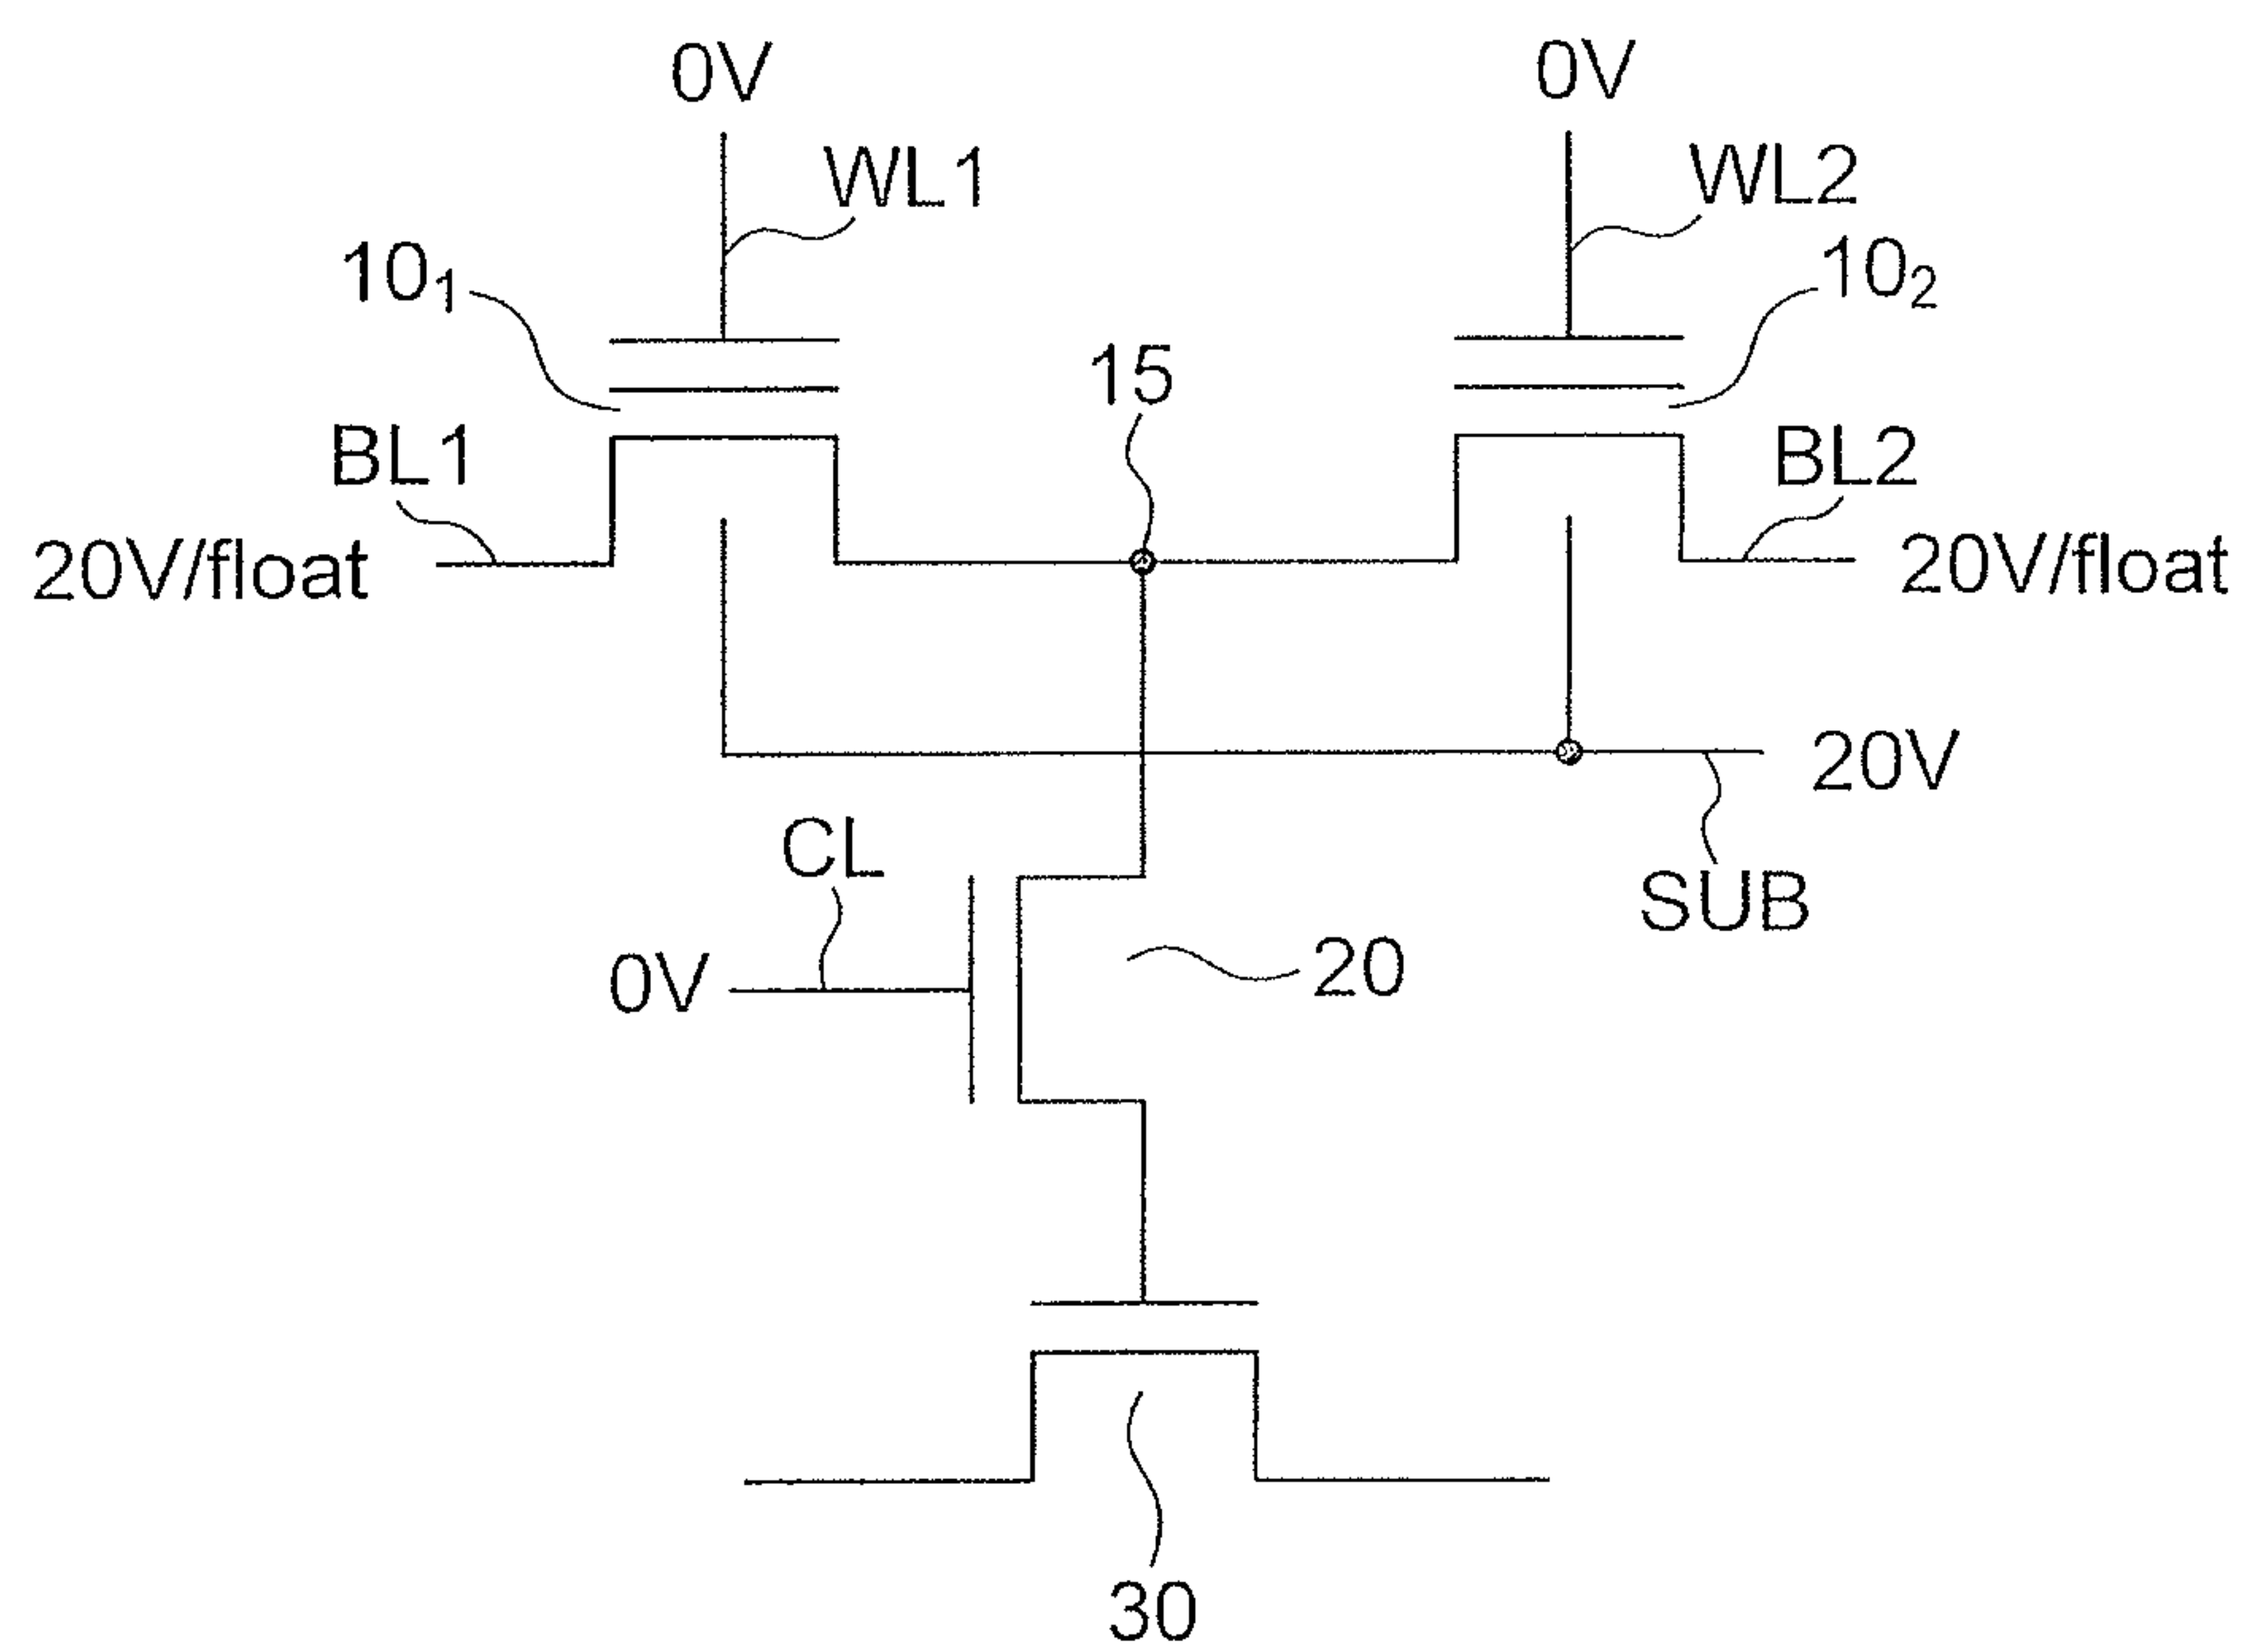 0V
0V
WL1
WL2
10₁
10₂
15
BL1
BL2
20V/float
20V/float
20V
CL
SUB
0V
20
30